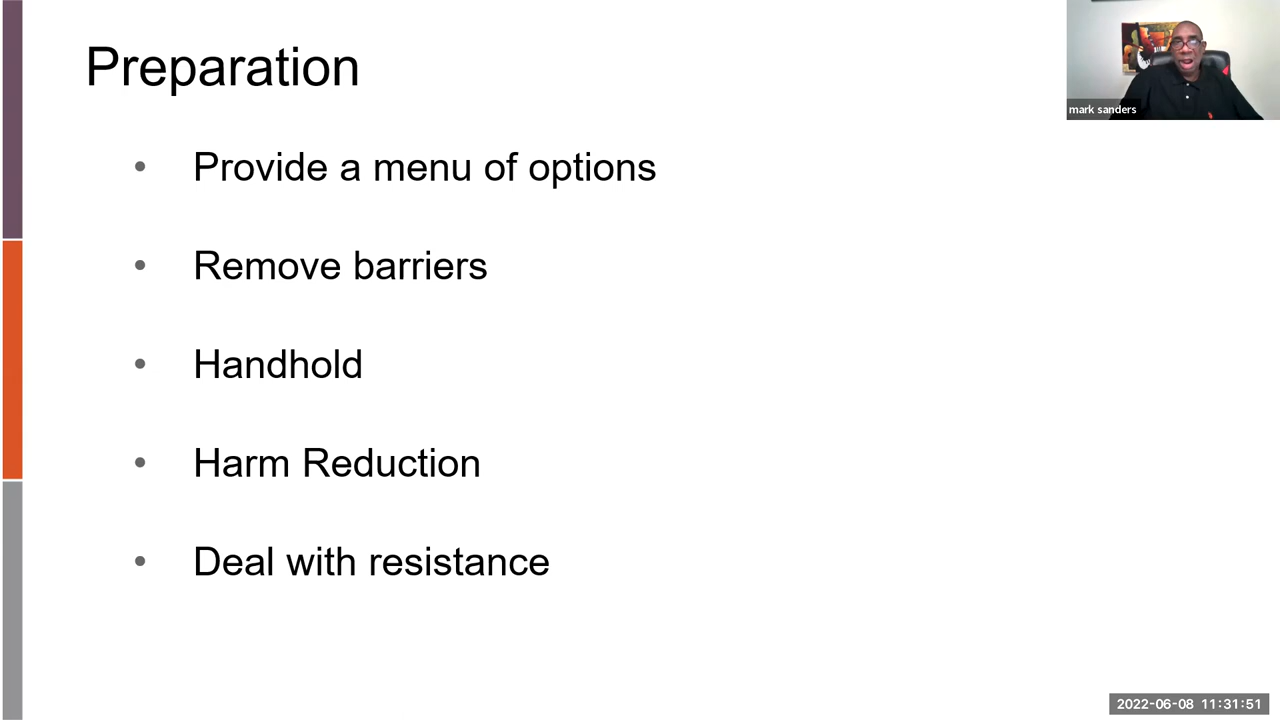 Preparation
mark sanders
• Provide a menu of options
• Remove barriers
• Handhold
• Harm Reduction
• Deal with resistance
2022-06-08 11:31:51